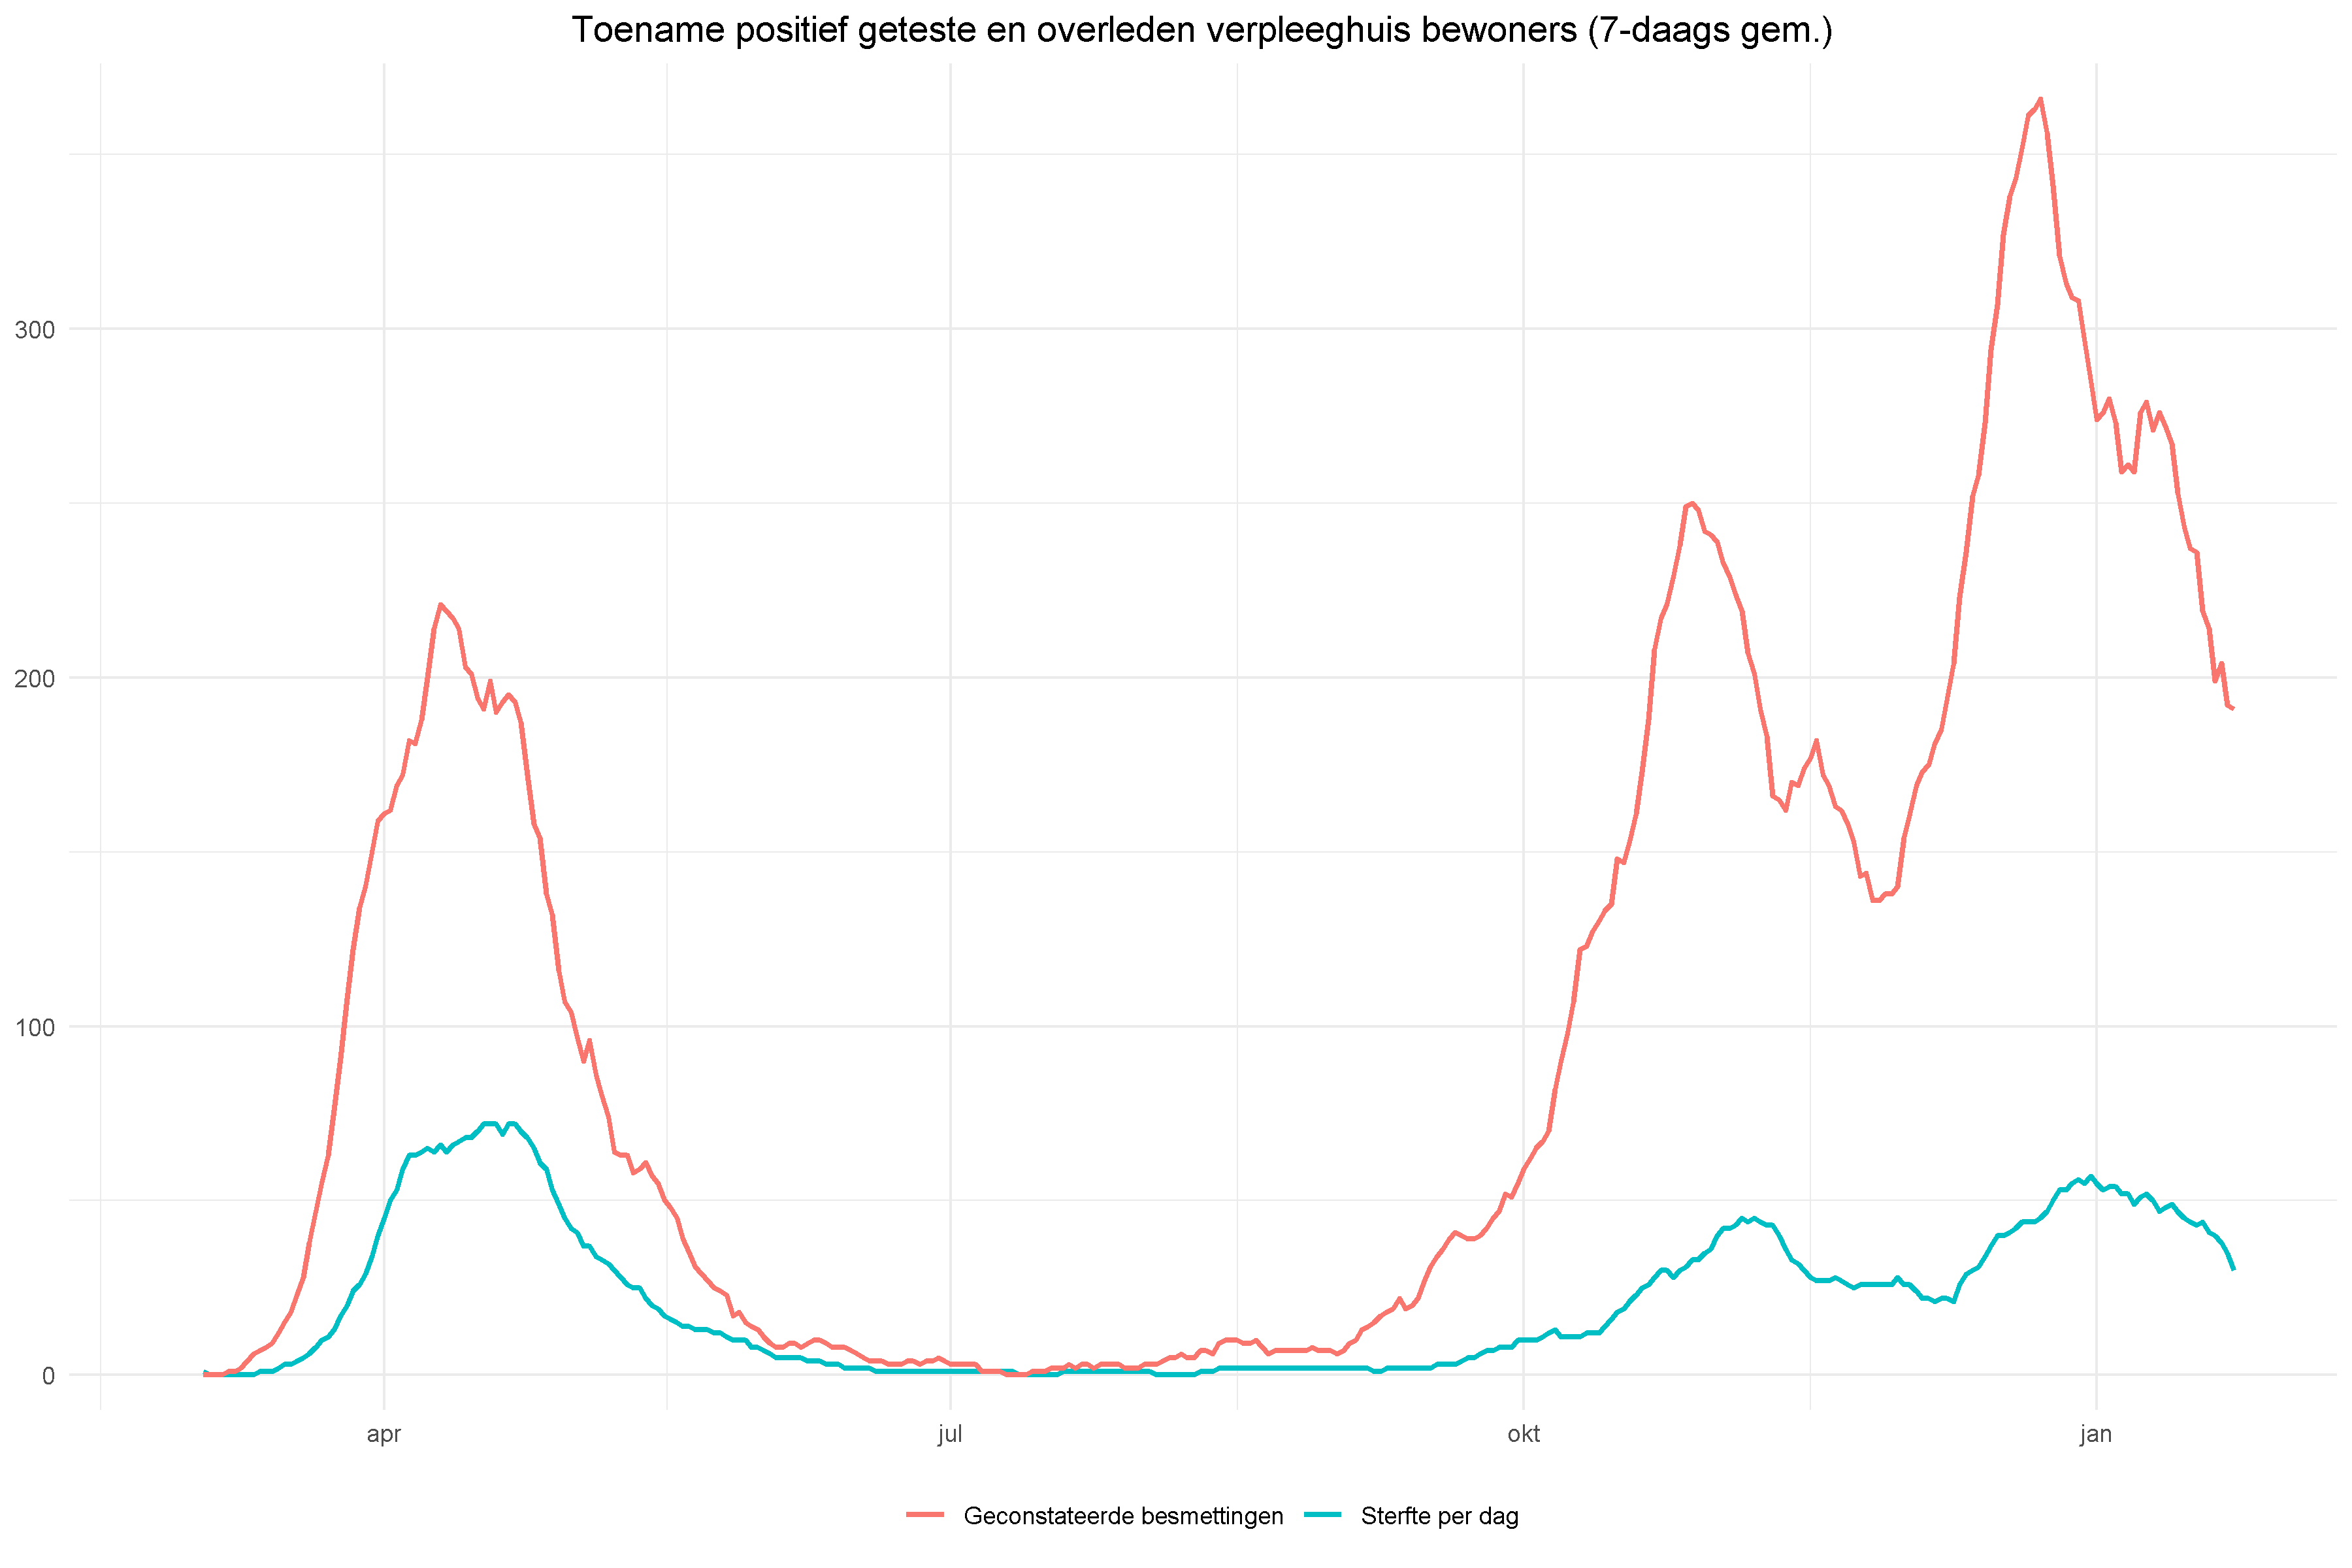 Toename positief geteste en overleden verpleeghuis bewoners (7-daags gem.)
300
200
100
0
apr jul okt jan
Geconstateerde besmettingen Sterfte per dag